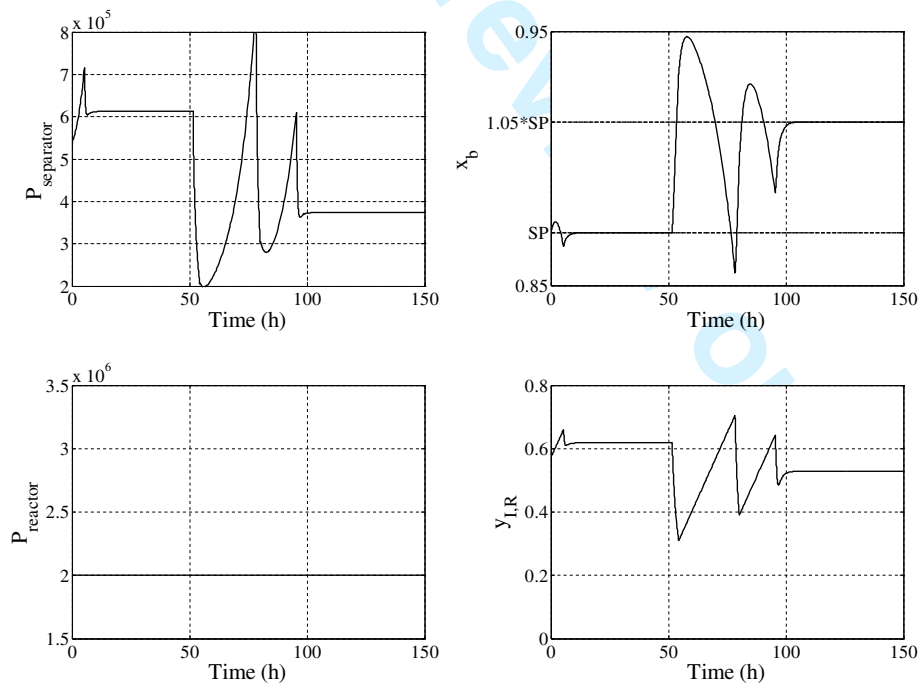 x 10^5
8
7
6
5
4
3
2
0
50
100
150
P_separator
Time (h)
0.95
1.05*SP
SP
0.85
0
50
100
150
x_b
Time (h)
x 10^6
3.5
3
2.5
2
1.5
0
50
100
150
P_reactor
Time (h)
0.8
0.6
0.4
0.2
0
0
50
100
150
y_I,R
Time (h)